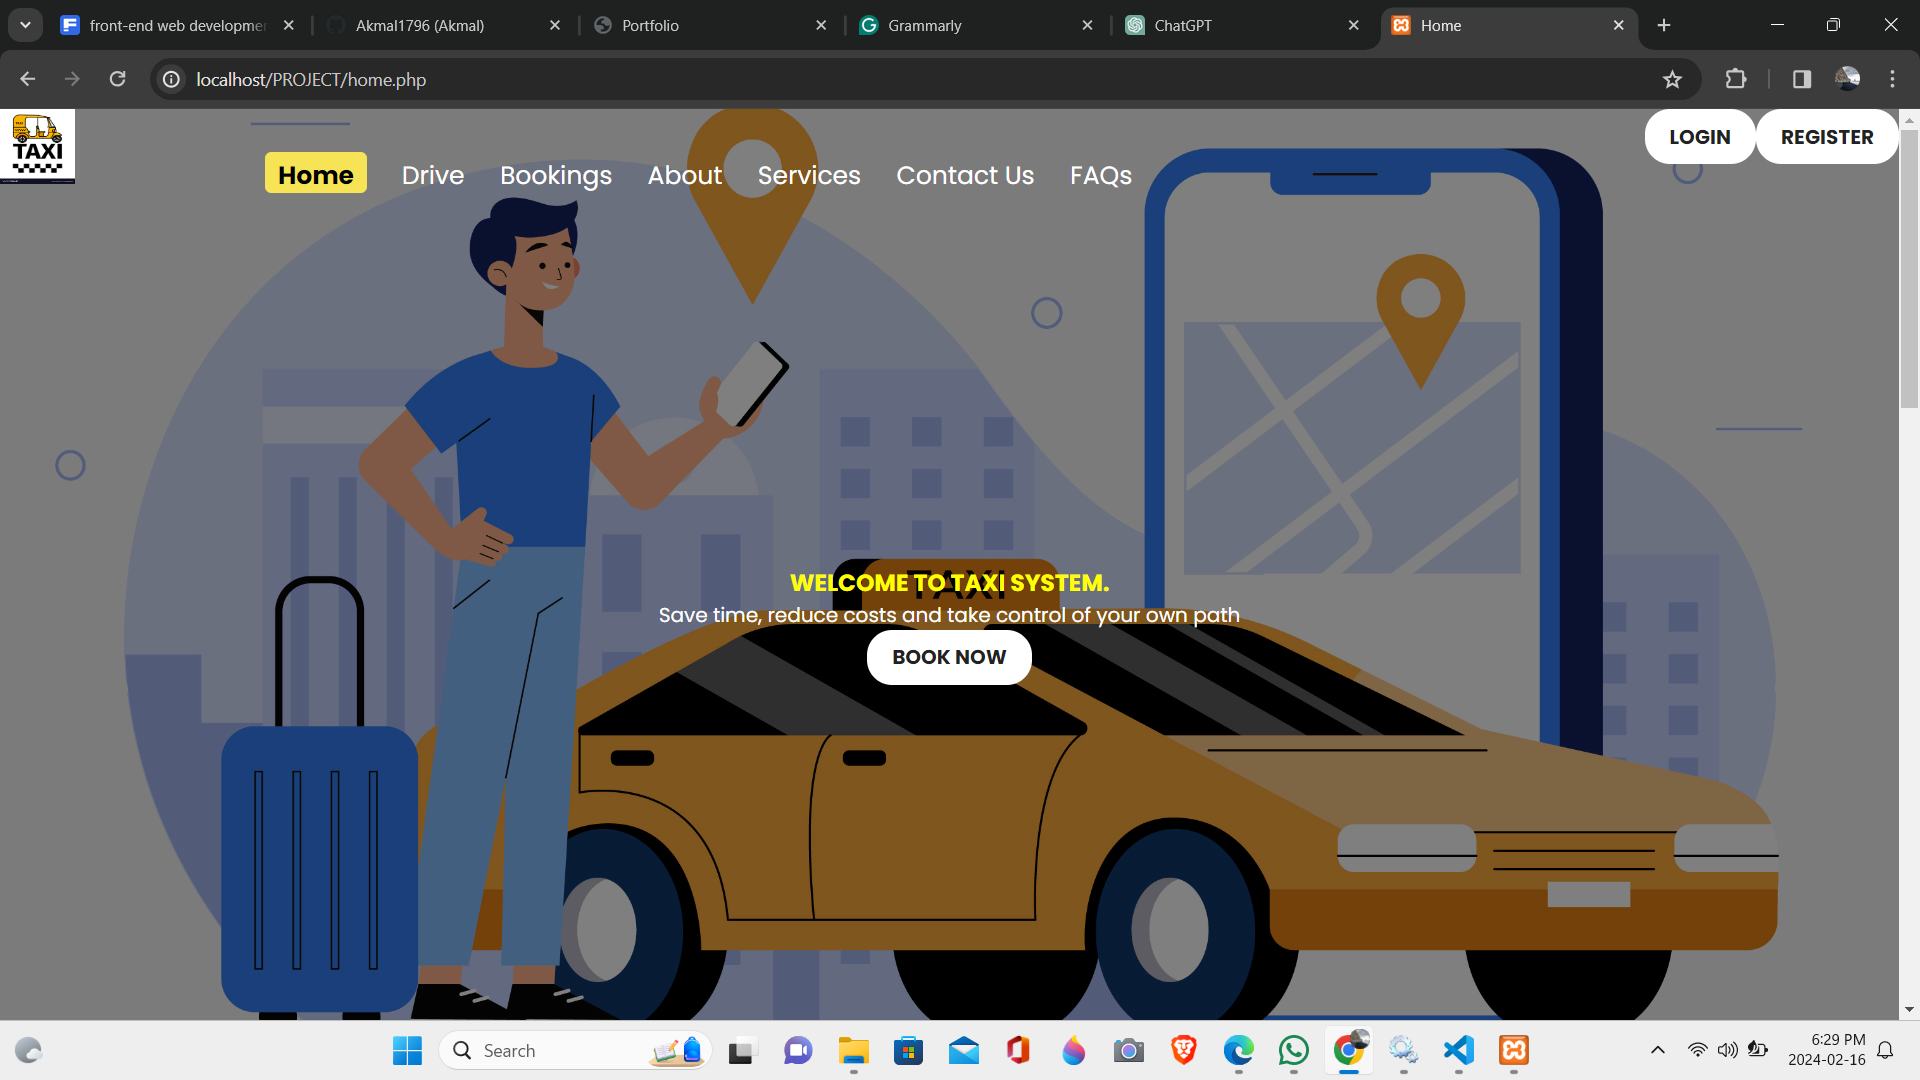 front-end web developme
Akmal1796 (Akmal)
Portfolio
Grammarly
ChatGPT
Home
localhost/PROJECT/home.php
TAXI
LOGIN
REGISTER
Home
Drive
Bookings
About
Services
Contact Us
FAQs
TAXI
WELCOME TO TAXI SYSTEM.
Save time, reduce costs and take control of your own path
BOOK NOW
Search
6:29 PM
2024-02-16